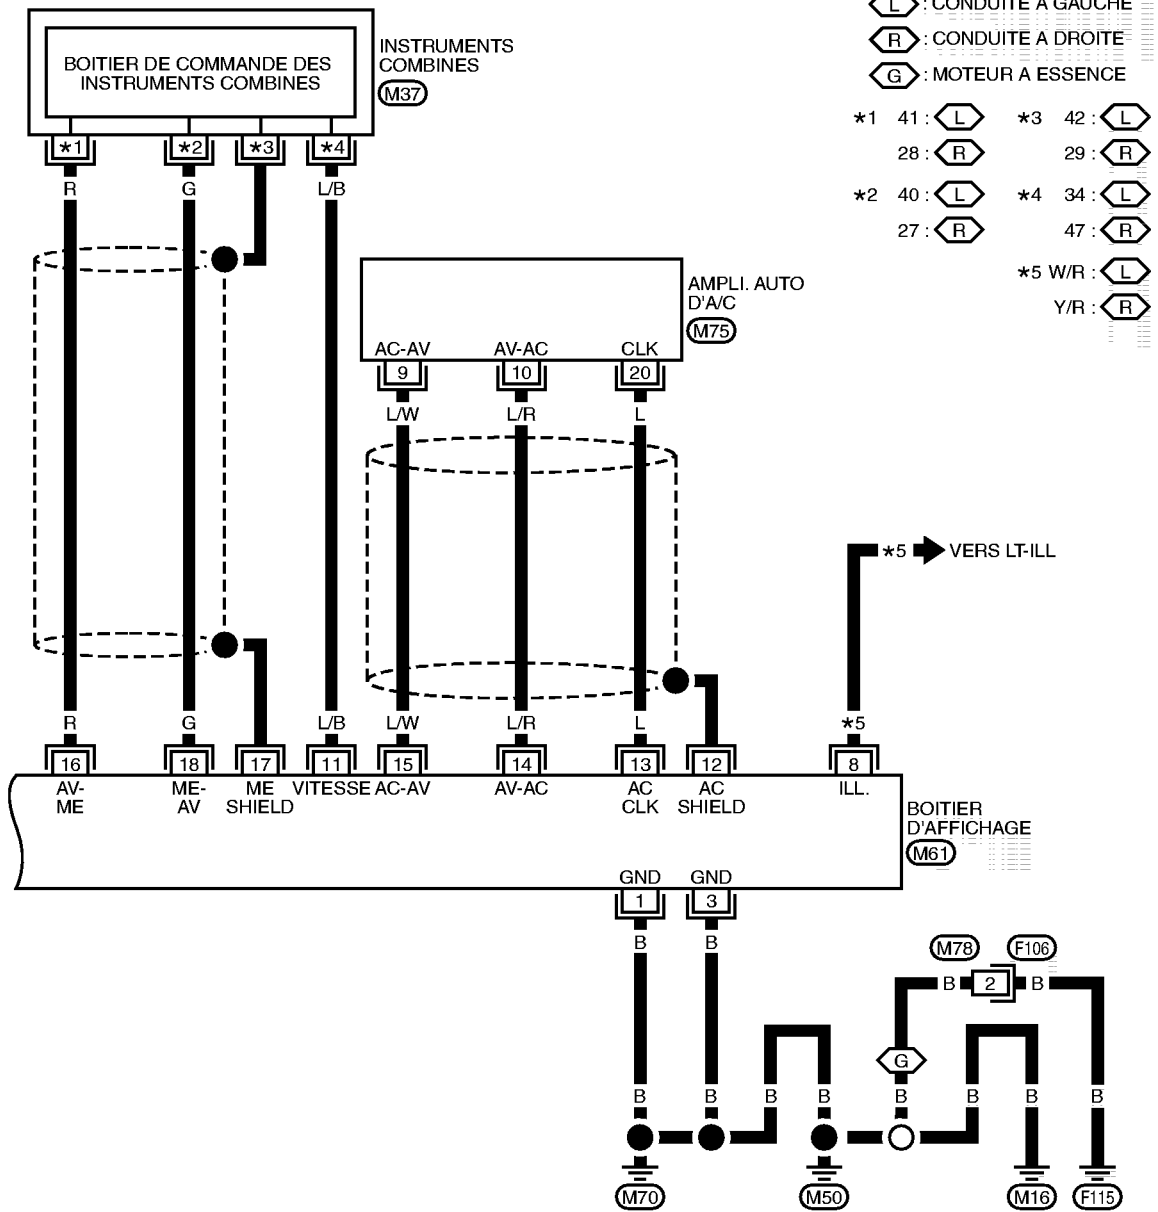 L : CONDUITE A GAUCHE
R : CONDUITE A DROITE
G : MOTEUR A ESSENCE
*1 41 : L *3 42 : L
28 : R 29 : R
*2 40 : L *4 34 : L
27 : R 47 : R
*5 W/R : L
Y/R : R
BOITIER DE COMMANDE DES
INSTRUMENTS COMBINES
INSTRUMENTS
COMBINES
M37
*1 *2 *3 *4
R G L/B
AMPLI. AUTO
D'A/C
M75
AC-AV AV-AC CLK
9 10 20
L/W L/R L
*5 VERS LT-ILL
R G L/B L/W L/R L *5
16 18 17 11 15 14 13 12 8
AV-
ME
ME-
AV
ME
SHIELD
VITESSE
AC-AV
AV-AC
AC
CLK
AC
SHIELD
ILL.
BOITIER
D'AFFICHAGE
M61
GND GND
1 3
B B
M78 F106
B 2 B
G
B B B B B B B B
M70 M50 M16 F115